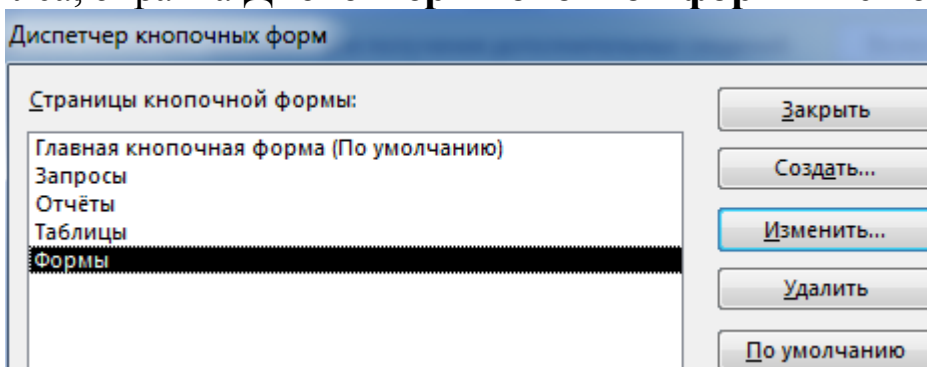 Диспетчер кнопочных форм
Страницы кнопочной формы:
Главная кнопочная форма (По умолчанию)
Запросы
Отчёты
Таблицы
Формы
Закрыть
Создать...
Изменить...
Удалить
По умолчанию